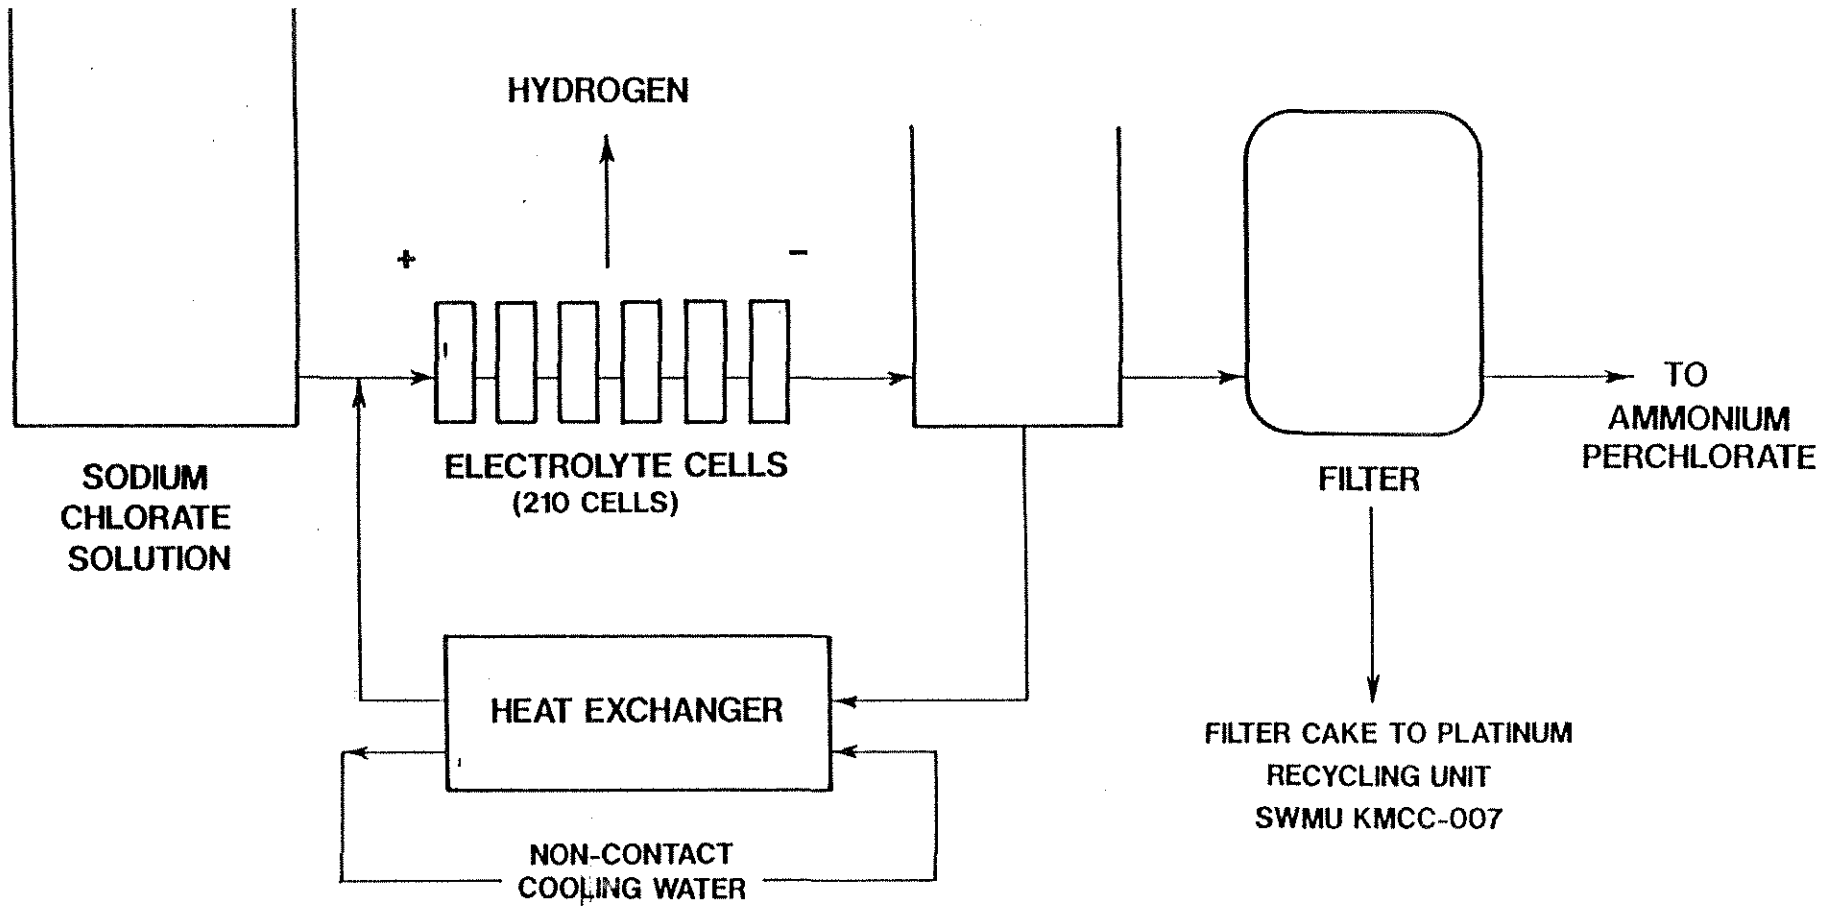 HYDROGEN
+
−
TO
AMMONIUM
PERCHLORATE
ELECTROLYTE CELLS
(210 CELLS)
FILTER
SODIUM
CHLORATE
SOLUTION
HEAT EXCHANGER
FILTER CAKE TO PLATINUM
RECYCLING UNIT
SWMU KMCC-007
NON-CONTACT
COOLING WATER